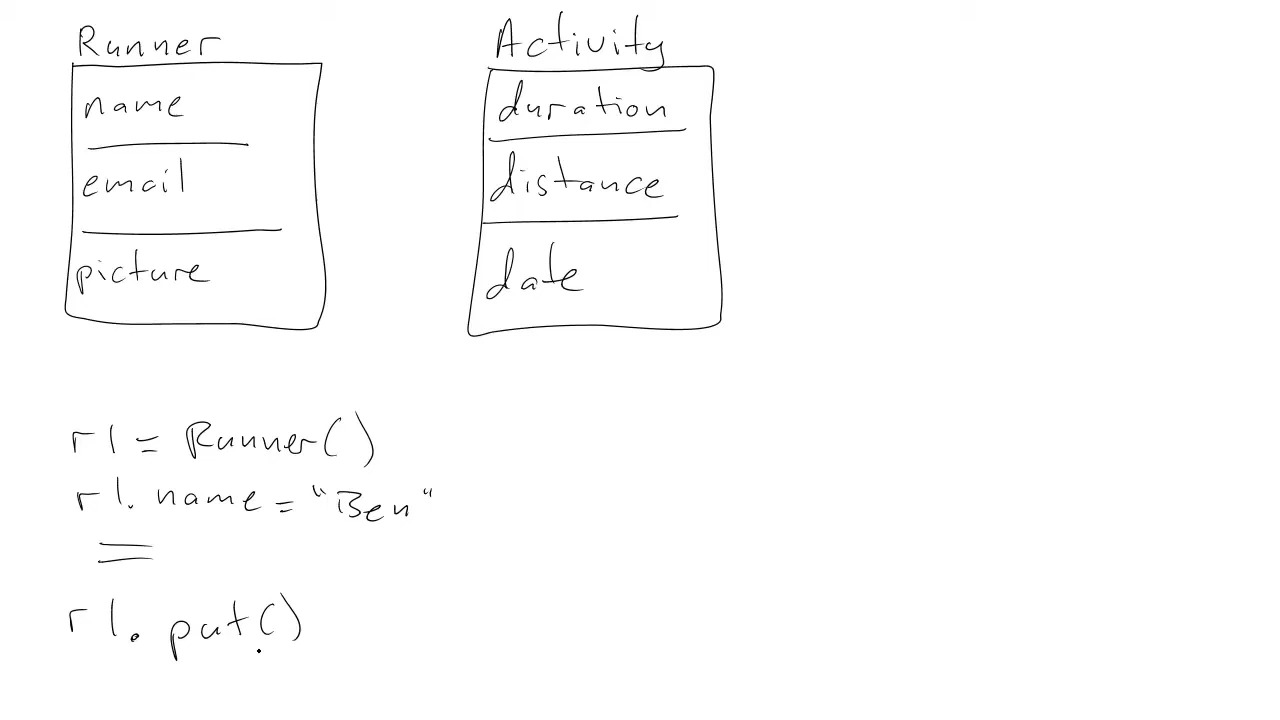 Runner
name
email
picture
Activity
duration
distance
date
r1 = Runner()
r1. name = "Ben"
r1. put()